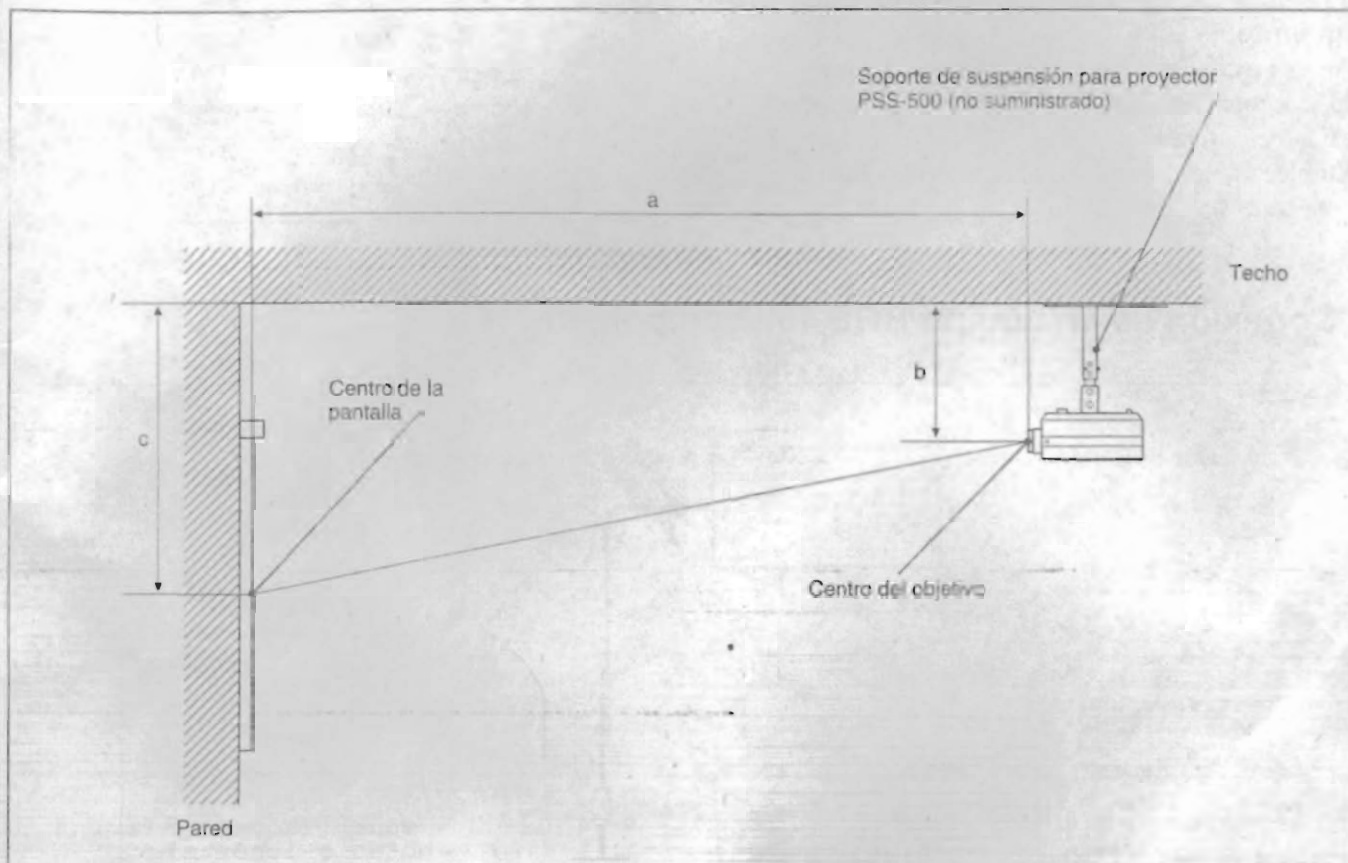 Soporte de suspensión para proyector
PSS-500 (no suministrado)
a
Techo
b
Centro de la
pantalla
c
Centro del objetivo
Pared